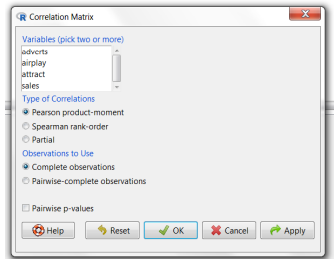 Correlation Matrix
Variables (pick two or more)
adverts
airplay
attract
sales
Type of Correlations
Pearson product-moment
Spearman rank-order
Partial
Observations to Use
Complete observations
Pairwise-complete observations
Pairwise p-values
Help Reset OK Cancel Apply